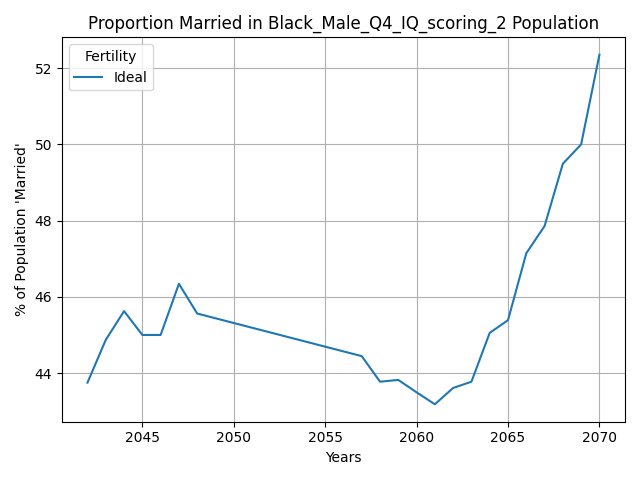 Proportion Married in Black_Male_Q4_IQ_scoring_2 Population
Fertility
Ideal
% of Population 'Married'
52
50
48
46
44
2045 2050 2055 2060 2065 2070
Years